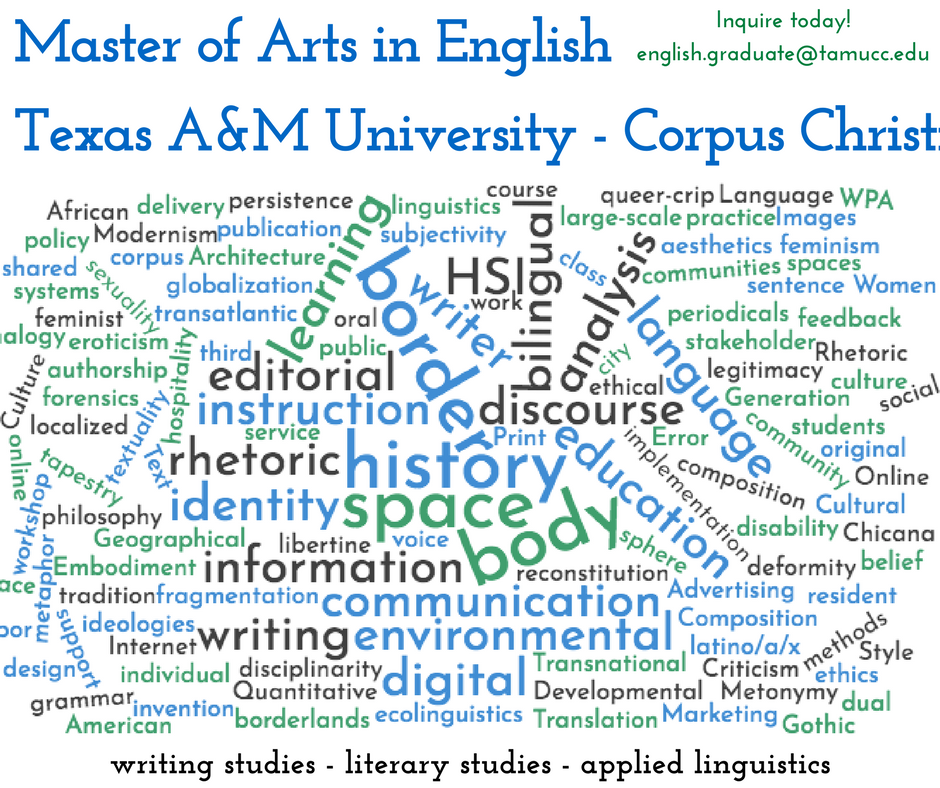 Master of Arts in English
Inquire today!
english.graduate@tamucc.edu
Texas A&M University - Corpus Christi
African delivery persistence learning linguistics course bilinguals queer-crip Language WPA
policy Modernism publication subjectivity large-scale practice Images
shared sexuality corpus Architecture border writer HSI class analysis aesthetics feminism
systems globalization work communities spaces
sentence Women
feminist transatlantic oral language periodicals feedback
alogy eroticism hospitality third public city stakeholder Rhetoric
Culture authorship editorial ethical legitimacy culture social
forensics textuality instruction discourse Generation
localized service Print education implementation Error community students
online tapestry Text rhetoric history composition original
Online
workshop philosophy identity space body Cultural
Geographical libertine voice sphere disability Chicana
ace metaphor Embodiment information reconstitution deformity belief
tradition fragmentation communication Advertising resident
por support ideologies writing environmental Composition
Internet latino/a/x methods Style
design individual disciplinarity digital Transnational Criticism ethics
grammar invention Quantitative Developmental Metonymy dual
American borderlands ecolinguistics Translation Marketing Gothic
writing studies - literary studies - applied linguistics